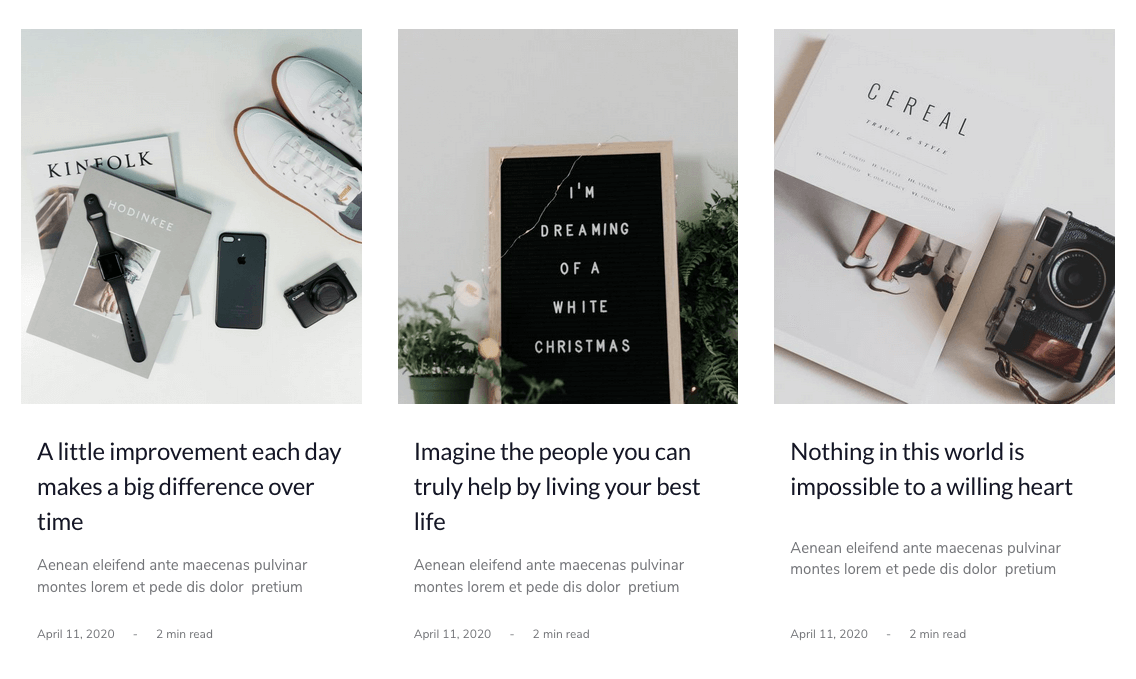 KINFOLK
HODINKEE
Canon
I'M
DREAMING
OF A
WHITE
CHRISTMAS
CEREAL
TRAVEL & STYLE
A little improvement each day
makes a big difference over
time
Aenean eleifend ante maecenas pulvinar
montes lorem et pede dis dolor pretium
April 11, 2020 - 2 min read
Imagine the people you can
truly help by living your best
life
Aenean eleifend ante maecenas pulvinar
montes lorem et pede dis dolor pretium
April 11, 2020 - 2 min read
Nothing in this world is
impossible to a willing heart
Aenean eleifend ante maecenas pulvinar
montes lorem et pede dis dolor pretium
April 11, 2020 - 2 min read